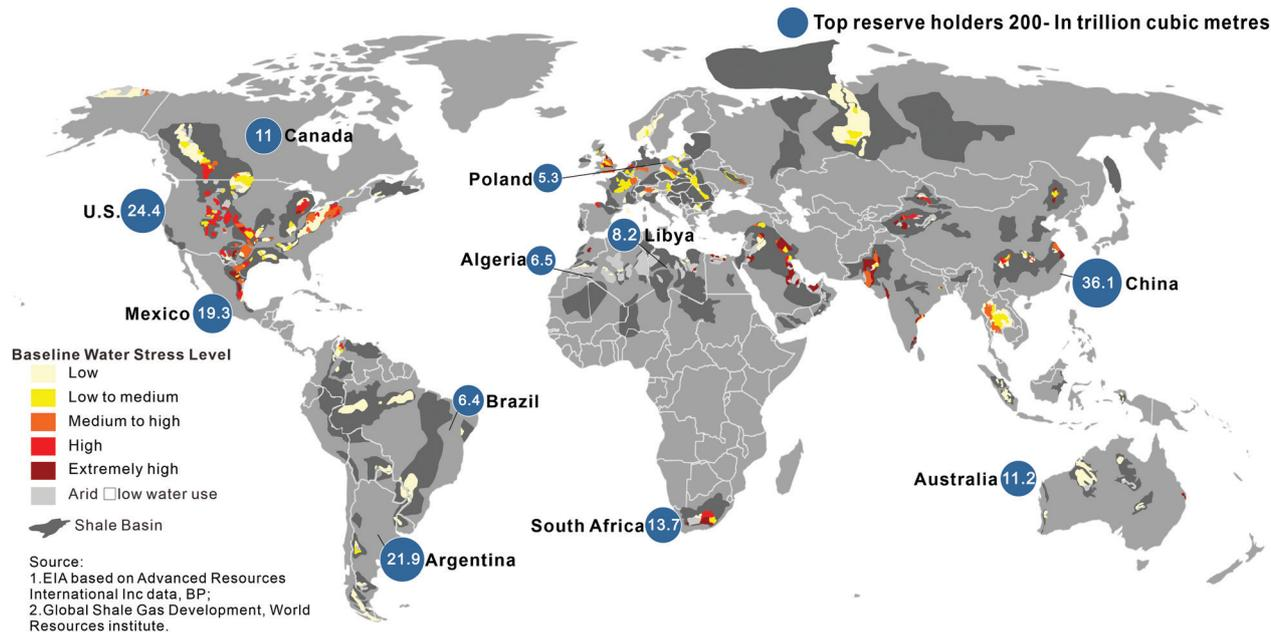 Top reserve holders 200- In trillion cubic metres
11 Canada
Poland 5.3
U.S. 24.4
8.2 Libya
Algeria 6.5
36.1 China
Mexico 19.3
Baseline Water Stress Level
Low
Low to medium
Medium to high
High
Extremely high
Arid □low water use
Shale Basin
6.4 Brazil
Australia 11.2
South Africa 13.7
21.9 Argentina
Source:
1.EIA based on Advanced Resources
International Inc data, BP;
2.Global Shale Gas Development, World
Resources institute.